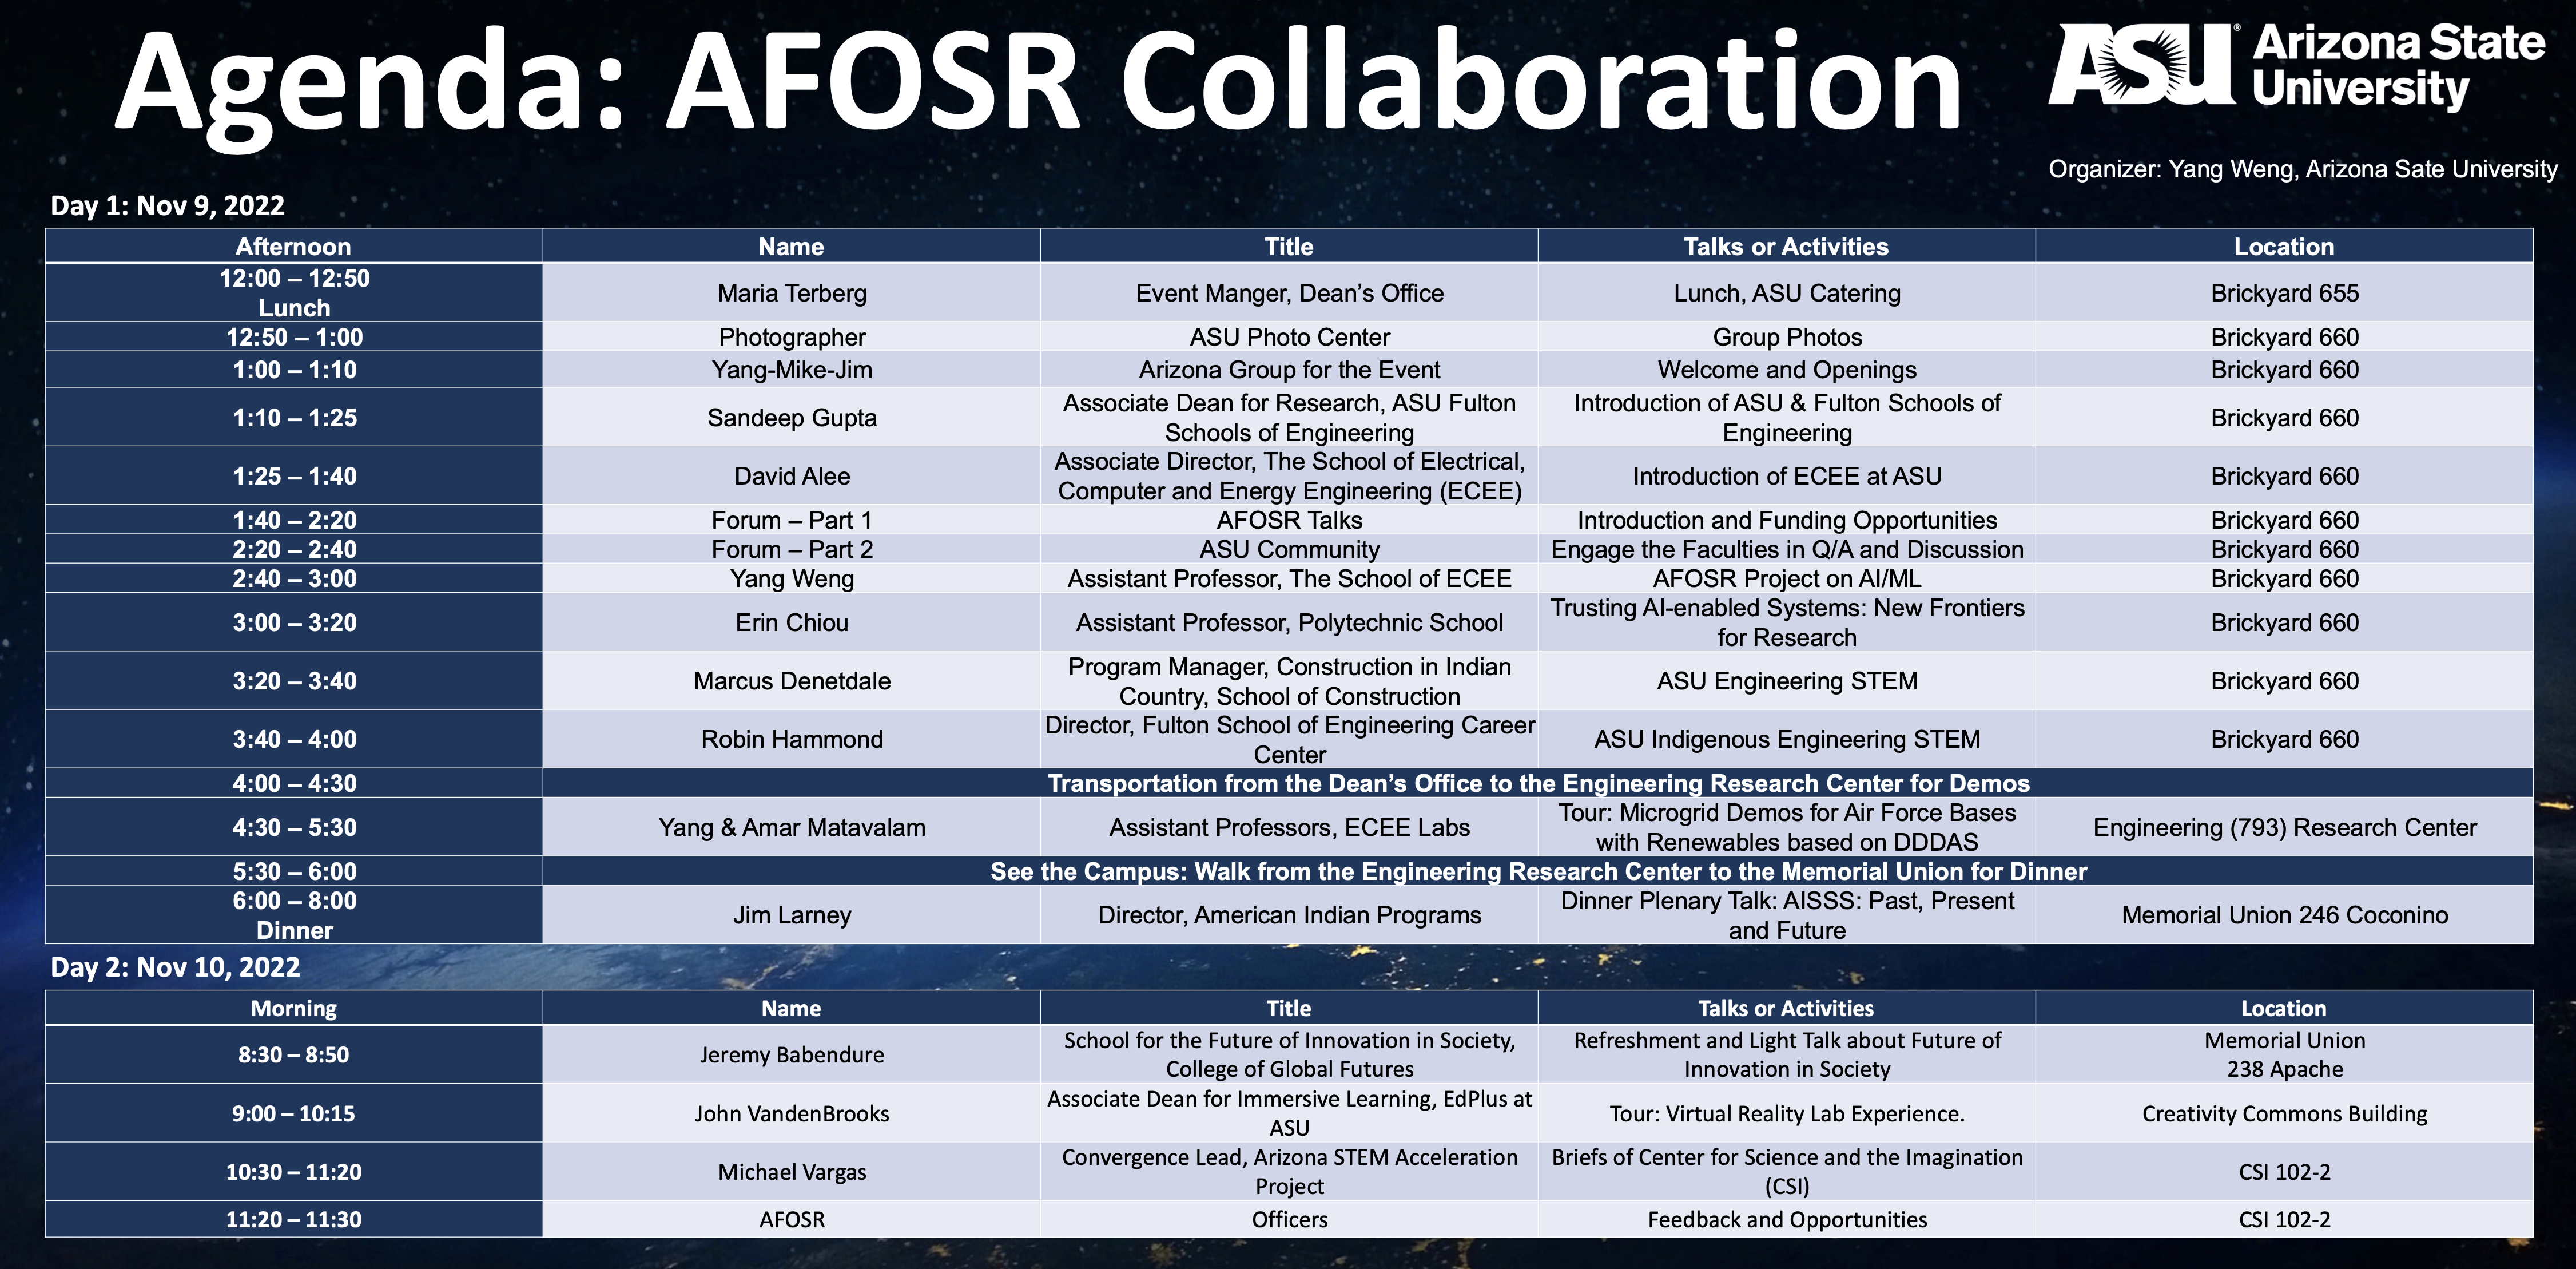 Agenda: AFOSR Collaboration
ASU® Arizona State
University
Organizer: Yang Weng, Arizona Sate University
Day 1: Nov 9, 2022
Afternoon Name Title Talks or Activities Location
12:00 – 12:50
Lunch
Maria Terberg
Event Manger, Dean's Office
Lunch, ASU Catering
Brickyard 655
12:50 – 1:00 Photographer ASU Photo Center Group Photos Brickyard 660
1:00 – 1:10 Yang-Mike-Jim Arizona Group for the Event Welcome and Openings Brickyard 660
1:10 – 1:25
Sandeep Gupta
Associate Dean for Research, ASU Fulton
Schools of Engineering
Introduction of ASU & Fulton Schools of
Engineering
Brickyard 660
1:25 – 1:40
David Alee
Associate Director, The School of Electrical,
Computer and Energy Engineering (ECEE)
Introduction of ECEE at ASU
Brickyard 660
1:40 – 2:20 Forum – Part 1 AFOSR Talks Introduction and Funding Opportunities Brickyard 660
2:20 – 2:40 Forum – Part 2 ASU Community Engage the Faculties in Q/A and Discussion Brickyard 660
2:40 – 3:00 Yang Weng Assistant Professor, The School of ECEE AFOSR Project on AI/ML Brickyard 660
3:00 – 3:20
Erin Chiou
Assistant Professor, Polytechnic School
Trusting AI-enabled Systems: New Frontiers
for Research
Brickyard 660
3:20 – 3:40
Marcus Denetdale
Program Manager, Construction in Indian
Country, School of Construction
ASU Engineering STEM
Brickyard 660
3:40 – 4:00
Robin Hammond
Director, Fulton School of Engineering Career
Center
ASU Indigenous Engineering STEM
Brickyard 660
4:00 – 4:30 Transportation from the Dean's Office to the Engineering Research Center for Demos
4:30 – 5:30
Yang & Amar Matavalam
Assistant Professors, ECEE Labs
Tour: Microgrid Demos for Air Force Bases
with Renewables based on DDDAS
Engineering (793) Research Center
5:30 – 6:00 See the Campus: Walk from the Engineering Research Center to the Memorial Union for Dinner
6:00 – 8:00
Dinner
Jim Larney
Director, American Indian Programs
Dinner Plenary Talk: AISSS: Past, Present
and Future
Memorial Union 246 Coconino
Day 2: Nov 10, 2022
Morning Name Title Talks or Activities Location
8:30 – 8:50
Jeremy Babendure
School for the Future of Innovation in Society,
College of Global Futures
Refreshment and Light Talk about Future of
Innovation in Society
Memorial Union
238 Apache
9:00 – 10:15
John VandenBrooks
Associate Dean for Immersive Learning, EdPlus at
ASU
Tour: Virtual Reality Lab Experience.
Creativity Commons Building
10:30 – 11:20
Michael Vargas
Convergence Lead, Arizona STEM Acceleration
Project
Briefs of Center for Science and the Imagination
(CSI)
CSI 102-2
11:20 – 11:30 AFOSR Officers Feedback and Opportunities CSI 102-2